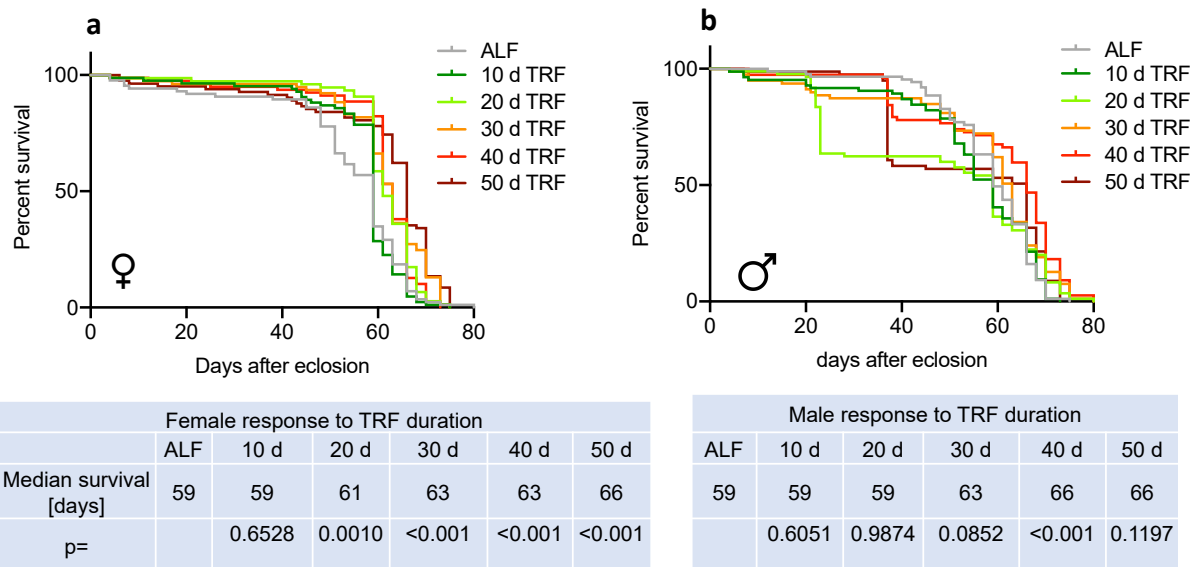 a
100
50
0
0 20 40 60 80
Percent survival
Days after eclosion
♀
ALF
10 d TRF
20 d TRF
30 d TRF
40 d TRF
50 d TRF
b
100
50
0
0 20 40 60 80
Percent survival
days after eclosion
♂
ALF
10 d TRF
20 d TRF
30 d TRF
40 d TRF
50 d TRF
Female response to TRF duration
ALF 10 d 20 d 30 d 40 d 50 d
Median survival
[days] 59 59 61 63 63 66
p= 0.6528 0.0010 <0.001 <0.001 <0.001
Male response to TRF duration
ALF 10 d 20 d 30 d 40 d 50 d
59 59 59 63 66 66
0.6051 0.9874 0.0852 <0.001 0.1197